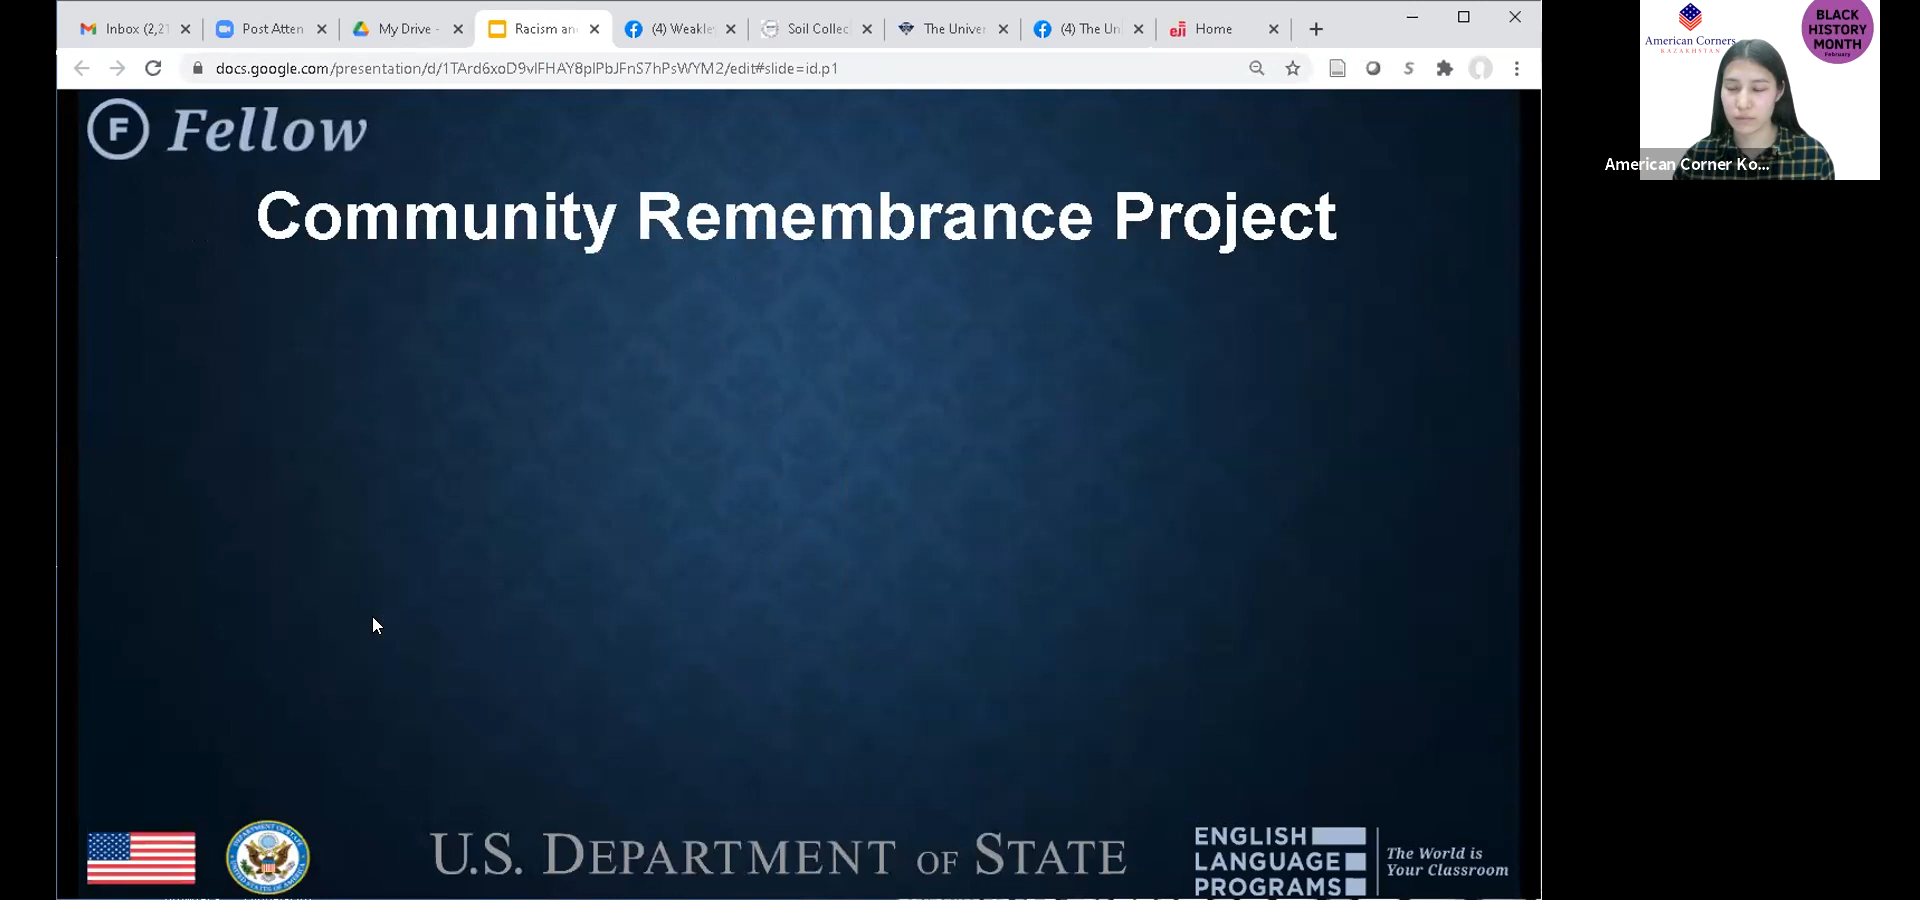 Inbox (2,21
Post Atten
My Drive -
Racism an
(4) Weakle
Soil Collec
The Univer
(4) The Un
eji Home
docs.google.com/presentation/d/1TArd6xoD9vlFHAY8plPbJFnS7hPsWYM2/edit#slide=id.p1
S
F Fellow
Community Remembrance Project
U.S. DEPARTMENT OF STATE
ENGLISH
LANGUAGE
PROGRAMS
The World is
Your Classroom
American Corners
KAZAKHSTAN
BLACK
HISTORY
MONTH
February
American Corner Ko...